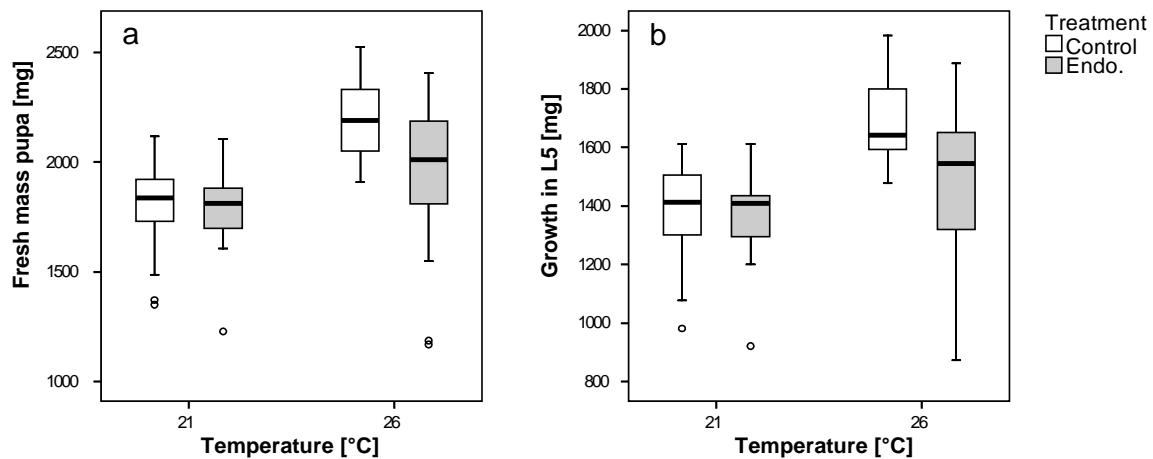 a
Fresh mass pupa [mg]
2500
2000
1500
1000
21
26
Temperature [°C]
b
Growth in L5 [mg]
2000
1800
1600
1400
1200
1000
800
21
26
Temperature [°C]
Treatment
Control
Endo.